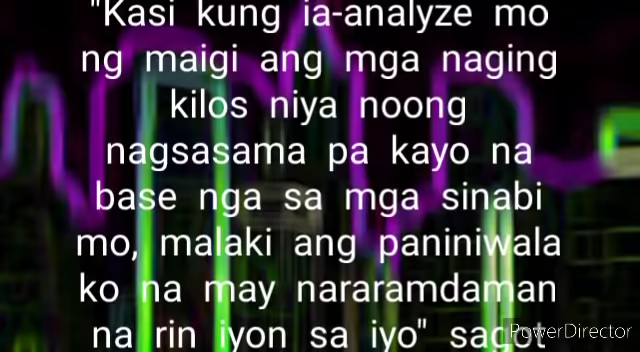 "Kasi kung ia-analyze mo
ng maigi ang mga naging
kilos niya noong
nagsasama pa kayo na
base nga sa mga sinabi
mo, malaki ang paniniwala
ko na may nararamdaman
na rin iyon sa iyo" sagot
PowerDirector